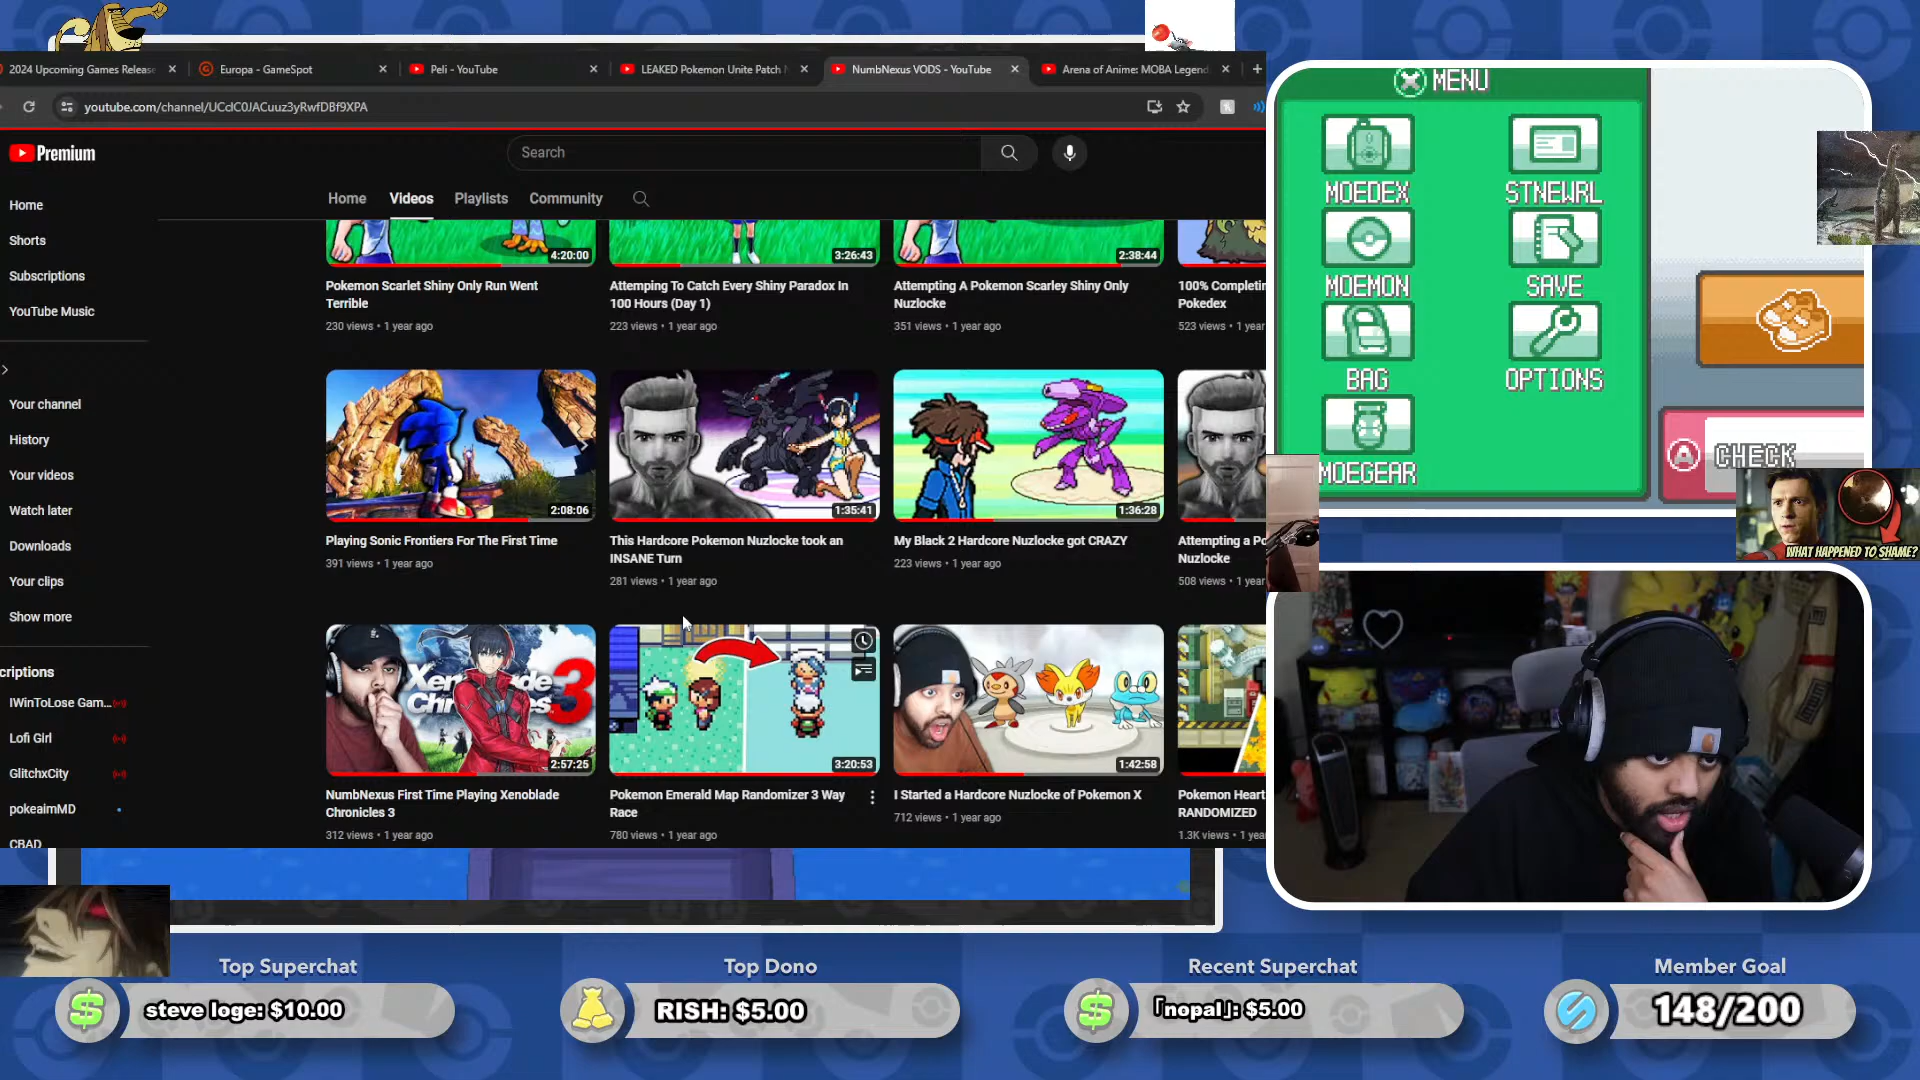 2024 Upcoming Games Release
Europa - GameSpot
Peli - YouTube
LEAKED Pokemon Unite Patch N
NumbNexus VODS - YouTube
Arena of Anime: MOBA Legend
youtube.com/channel/UCdC0JACuuz3yRwfDBf9XPA
Premium
Search
Home
Videos
Playlists
Community
Home
Shorts
Subscriptions
YouTube Music
Your channel
History
Your videos
Watch later
Downloads
Your clips
Show more
criptions
IWinToLose Gam...
Lofi Girl
GlitchxCity
pokeaimMD
CBAD
4:20:00
3:26:43
2:38:44
Pokemon Scarlet Shiny Only Run Went
Terrible
230 views • 1 year ago
Attempting To Catch Every Shiny Paradox In
100 Hours (Day 1)
223 views • 1 year ago
Attempting A Pokemon Scarley Shiny Only
Nuzlocke
351 views • 1 year ago
100% Completin
Pokedex
523 views • 1 year
2:08:06
1:35:41
1:36:28
Playing Sonic Frontiers For The First Time
391 views • 1 year ago
This Hardcore Pokemon Nuzlocke took an
INSANE Turn
281 views • 1 year ago
My Black 2 Hardcore Nuzlocke got CRAZY
223 views • 1 year ago
Attempting a Po
Nuzlocke
508 views • 1 yea
Xenoblade
Chronicles 3
2:57:25
3:20:53
1:42:58
NumbNexus First Time Playing Xenoblade
Chronicles 3
312 views • 1 year ago
Pokemon Emerald Map Randomizer 3 Way
Race
780 views • 1 year ago
I Started a Hardcore Nuzlocke of Pokemon X
712 views • 1 year ago
Pokemon Heart
RANDOMIZED
1.3K views • 1 yea
MENU
MOEDEX
STNEWRL
MOEMON
SAVE
BAG
OPTIONS
MOEGEAR
A CHECK
WHAT HAPPENED TO SHAME?
Top Superchat
steve loge: $10.00
Top Dono
RISH: $5.00
Recent Superchat
「nopal」: $5.00
Member Goal
148/200